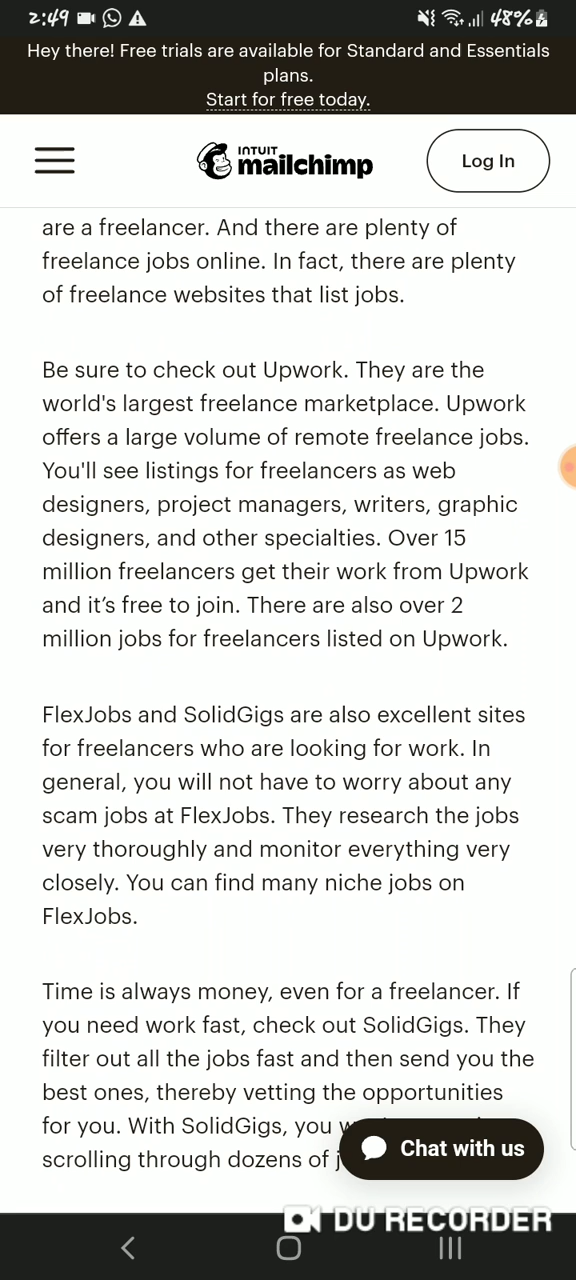 2:49
48%
Hey there! Free trials are available for Standard and Essentials
plans.
Start for free today.
INTUIT
mailchimp
Log In
are a freelancer. And there are plenty of
freelance jobs online. In fact, there are plenty
of freelance websites that list jobs.
Be sure to check out Upwork. They are the
world's largest freelance marketplace. Upwork
offers a large volume of remote freelance jobs.
You'll see listings for freelancers as web
designers, project managers, writers, graphic
designers, and other specialties. Over 15
million freelancers get their work from Upwork
and it’s free to join. There are also over 2
million jobs for freelancers listed on Upwork.
FlexJobs and SolidGigs are also excellent sites
for freelancers who are looking for work. In
general, you will not have to worry about any
scam jobs at FlexJobs. They research the jobs
very thoroughly and monitor everything very
closely. You can find many niche jobs on
FlexJobs.
Time is always money, even for a freelancer. If
you need work fast, check out SolidGigs. They
filter out all the jobs fast and then send you the
best ones, thereby vetting the opportunities
for you. With SolidGigs, you
scrolling through dozens of
Chat with us
DU RECORDER